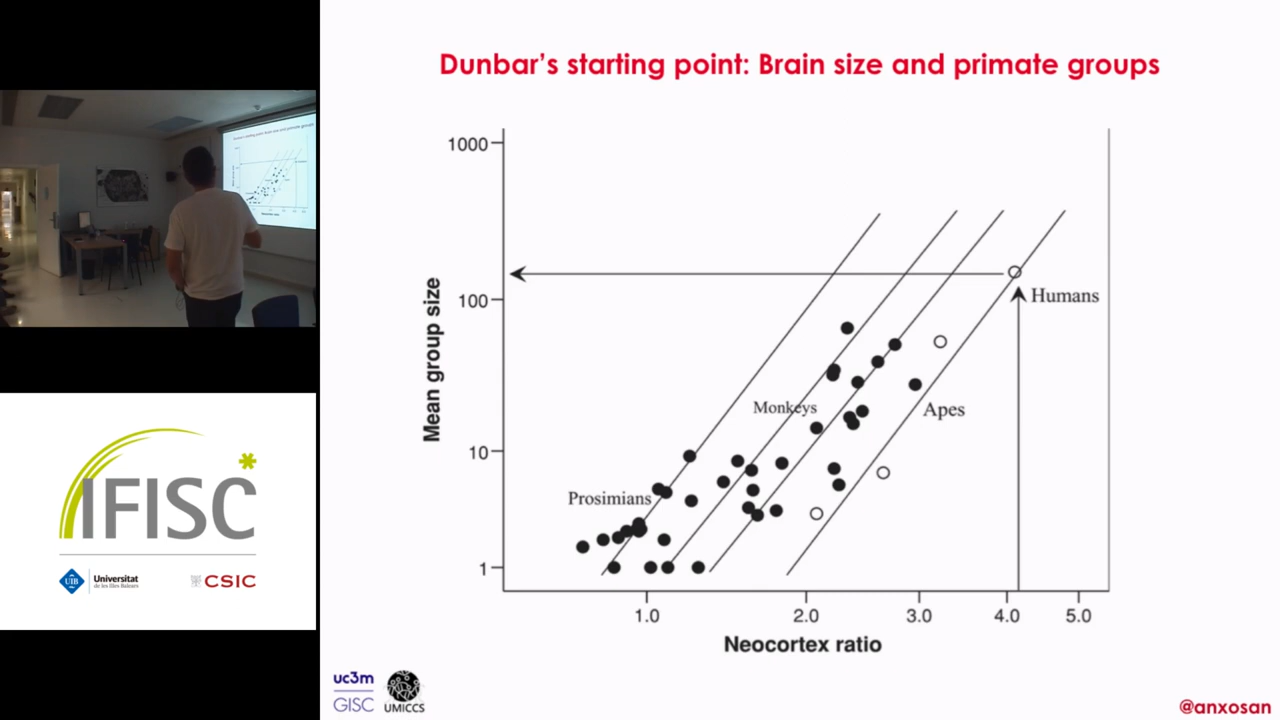 Dunbar's starting point: Brain size and primate groups
1000
100
10
1
Mean group size
Humans
Monkeys
Apes
Prosimians
1.0
2.0
3.0
4.0
5.0
Neocortex ratio
IFISC
UIB
Universitat
de les Illes Balears
CSIC
uc3m
GISC
UMICCS
@anxosan